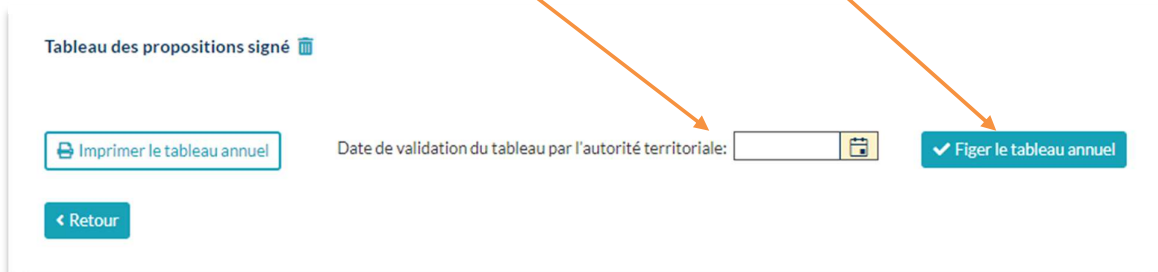 Tableau des propositions signé
Imprimer le tableau annuel
Date de validation du tableau par l'autorité territoriale:
Figer le tableau annuel
Retour